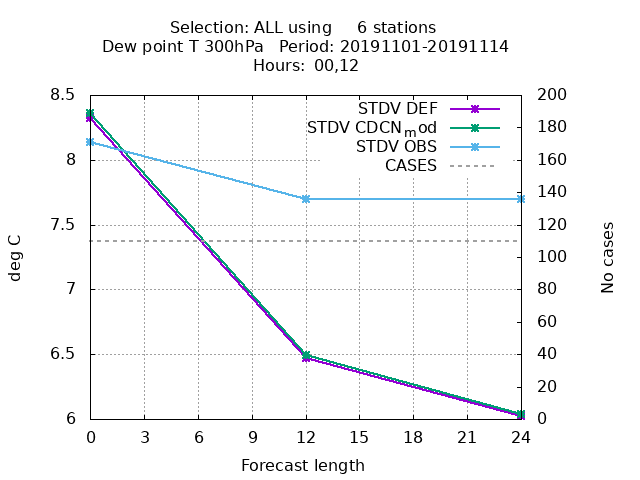 Selection: ALL using     6 stations
Dew point T 300hPa   Period: 20191101-20191114
Hours:  00,12
8.5
8
7.5
7
6.5
6
deg C
200
180
160
140
120
100
80
60
40
20
0
No cases
STDV DEF
STDV CDCNmod
STDV OBS
CASES
0 3 6 9 12 15 18 21 24
Forecast length